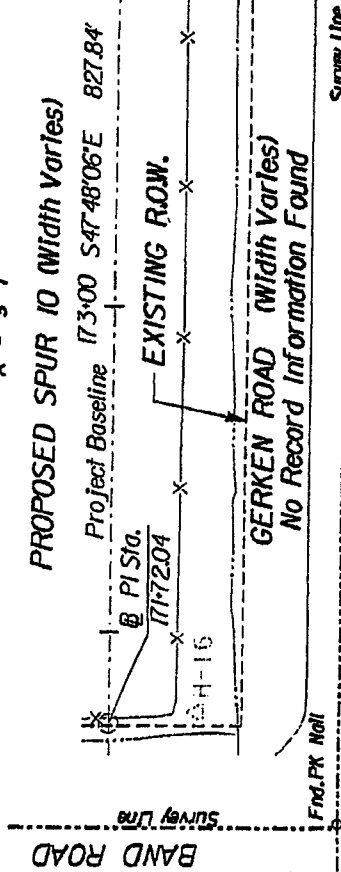 PROPOSED SPUR 10 (Width Varies)
Project Baseline 173+00 S47°48'06"E 827.84'
EXISTING R.O.W.
PI Sta.
171+72.04
GERKEN ROAD (Width Varies)
No Record Information Found
AH-16
Survey Line
Survey Line
Fnd. PK Nail
BAND ROAD